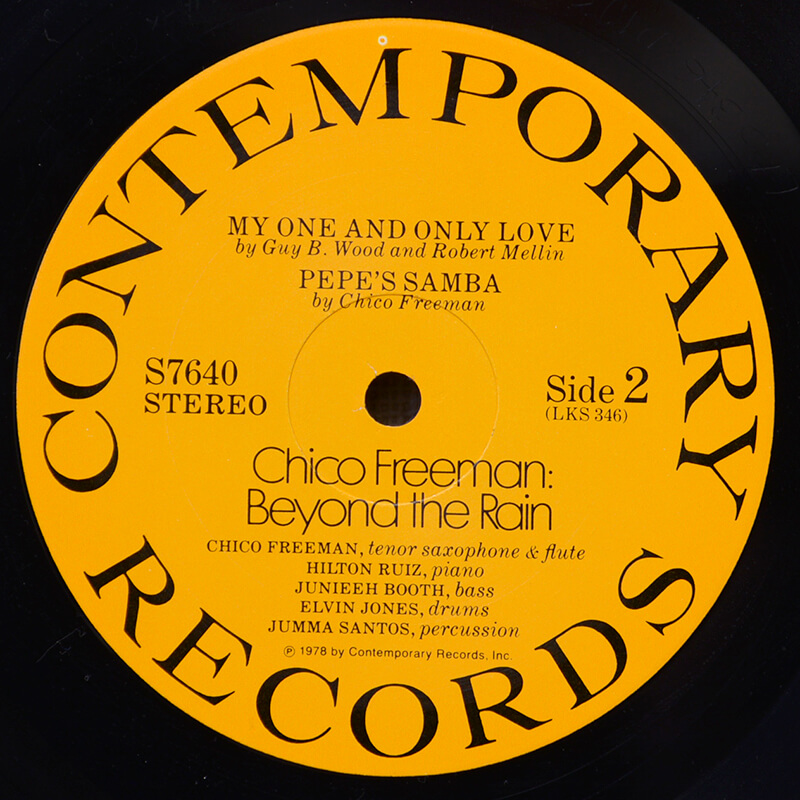 CONTEMPORARY RECORDS
MY ONE AND ONLY LOVE
by Guy B. Wood and Robert Mellin
PEPE'S SAMBA
by Chico Freeman
S7640
STEREO
Side 2
(LKS 346)
Chico Freeman:
Beyond the Rain
CHICO FREEMAN, tenor saxophone & flute
HILTON RUIZ, piano
JUNIEEH BOOTH, bass
ELVIN JONES, drums
JUMMA SANTOS, percussion
℗ 1978 by Contemporary Records, Inc.